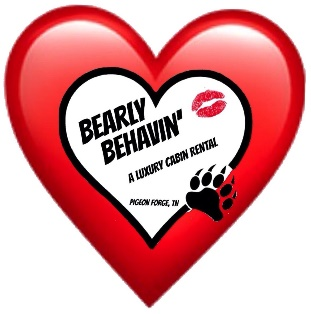 BEARLY
BEHAVIN'
A LUXURY CABIN RENTAL
PIGEON FORGE, TN